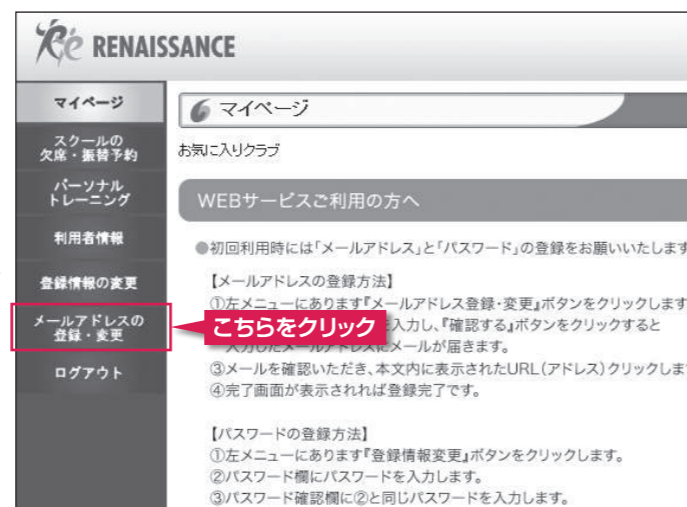 RENAISSANCE
マイページ
スクールの
欠席・振替予約
パーソナル
トレーニング
利用者情報
登録情報の変更
メールアドレスの
登録・変更
ログアウト
マイページ
お気に入りクラブ
WEBサービスご利用の方へ
●初回利用時には「メールアドレス」と「パスワード」の登録をお願いいたします
【メールアドレスの登録方法】
①左メニューにあります『メールアドレス登録・変更』ボタンをクリックします
こちらをクリック
入力し、『確認する』ボタンをクリックすると
入力したメールアドレスにメールが届きます。
③メールを確認いただき、本文内に表示されたURL(アドレス)クリックしま
④完了画面が表示されれば登録完了です。
【パスワードの登録方法】
①左メニューにあります『登録情報変更』ボタンをクリックします。
②パスワード欄にパスワードを入力します。
③パスワード確認欄に②と同じパスワードを入力します。